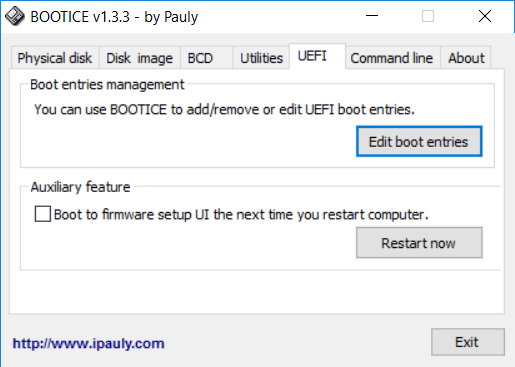 BOOTICE v1.3.3 - by Pauly
Physical disk Disk image BCD Utilities UEFI Command line About
Boot entries management
You can use BOOTICE to add/remove or edit UEFI boot entries.
Edit boot entries
Auxiliary feature
Boot to firmware setup UI the next time you restart computer.
Restart now
http://www.ipauly.com
Exit